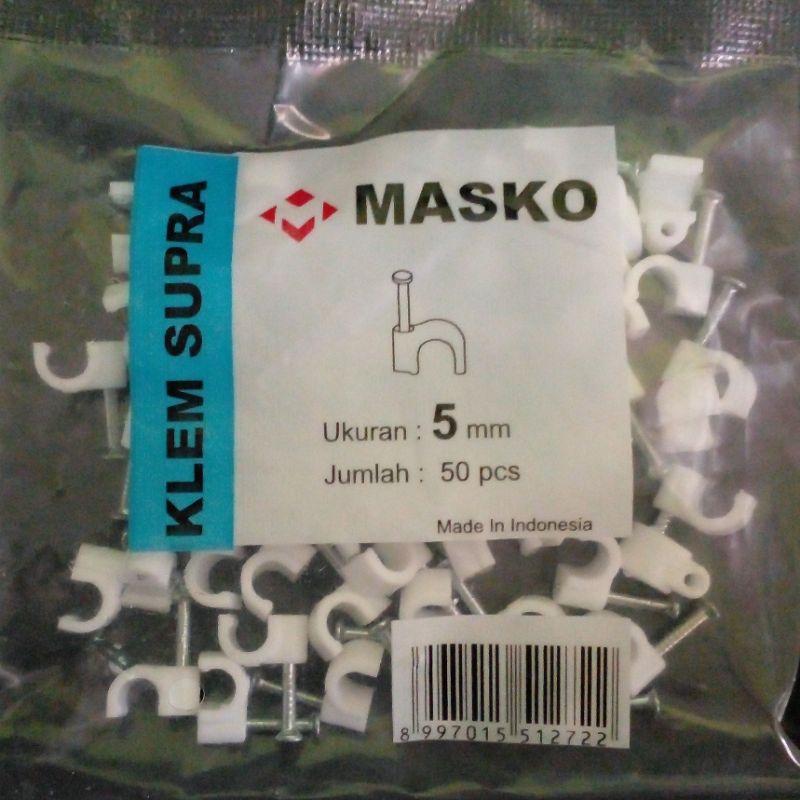 KLEM SUPRA
MASKO
Ukuran : 5 mm
Jumlah : 50 pcs
Made In Indonesia
8 997015 512722